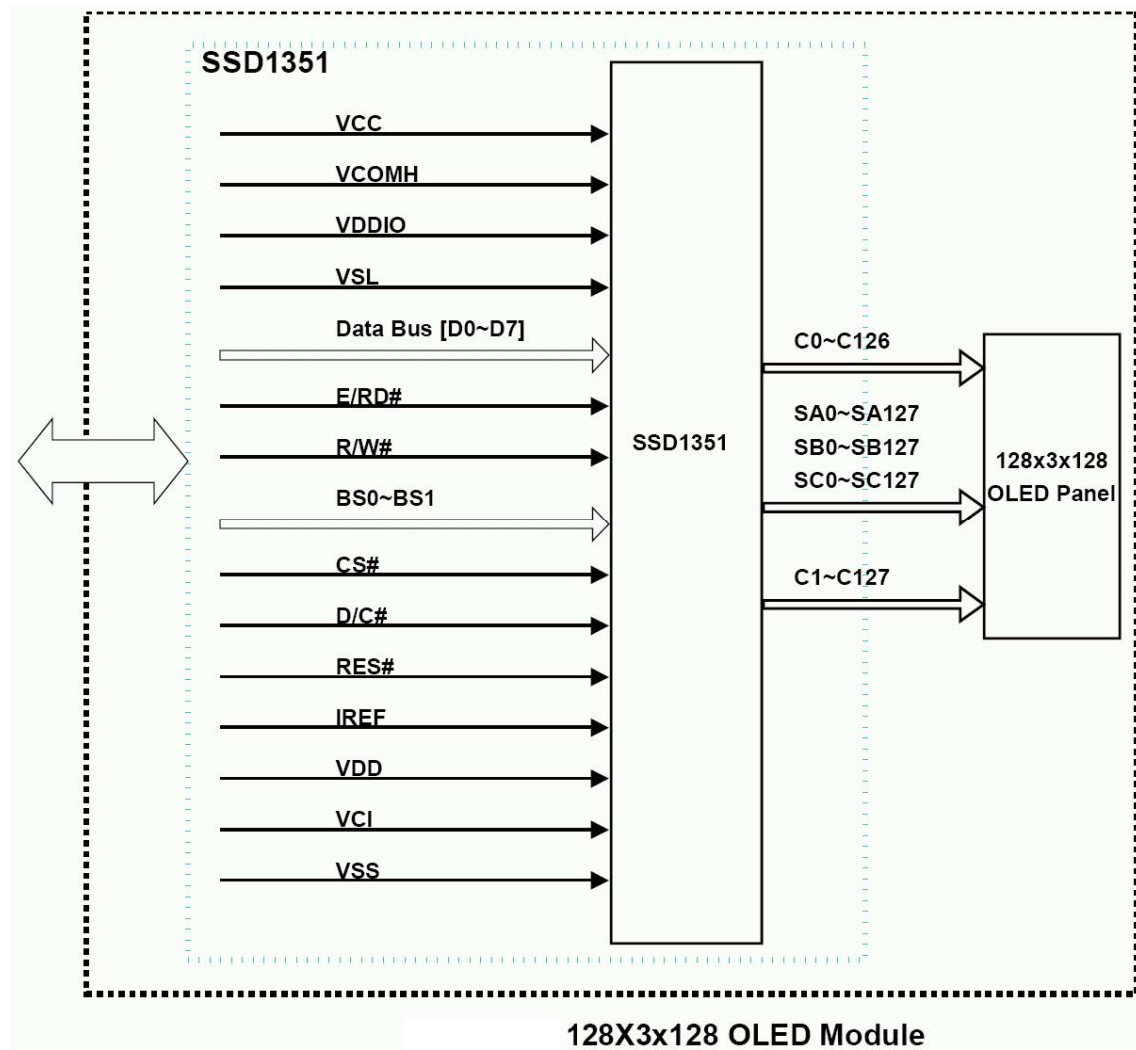 SSD1351
VCC
VCOMH
VDDIO
VSL
Data Bus [D0~D7]
E/RD#
R/W#
BS0~BS1
CS#
D/C#
RES#
IREF
VDD
VCI
VSS
SSD1351
C0~C126
SA0~SA127
SB0~SB127
SC0~SC127
C1~C127
128x3x128
OLED Panel
128X3x128 OLED Module